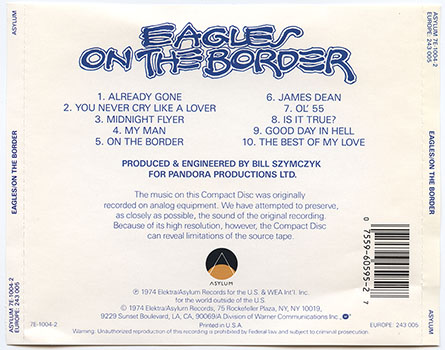 EAGLES
ON THE BORDER
1. ALREADY GONE
2. YOU NEVER CRY LIKE A LOVER
3. MIDNIGHT FLYER
4. MY MAN
5. ON THE BORDER
6. JAMES DEAN
7. OL' 55
8. IS IT TRUE?
9. GOOD DAY IN HELL
10. THE BEST OF MY LOVE
PRODUCED & ENGINEERED BY BILL SZYMCZYK
FOR PANDORA PRODUCTIONS LTD.
The music on this Compact Disc was originally
recorded on analog equipment. We have attempted to preserve,
as closely as possible, the sound of the original recording.
Because of its high resolution, however, the Compact Disc
can reveal limitations of the source tape.
ASYLUM
℗ 1974 Elektra/Asylum Records for the U.S. & WEA Int'l. Inc.
for the world outside of the U.S.
© 1974 Elektra/Asylum Records, 75 Rockefeller Plaza, NY, NY 10019,
9229 Sunset Boulevard, LA, CA, 90069/A Division of Warner Communications Inc.
Printed in U.S.A.
Warning: Unauthorized reproduction of this recording is prohibited by Federal law and subject to criminal prosecution.
7E-1004-2
EUROPE: 243 005
0 7559-60595-2 7
ASYLUM 7E-1004-2
EUROPE: 243 005
EAGLES/ON THE BORDER
ASYLUM
ASYLUM 7E-1004-2
EUROPE: 243 005
EAGLES/ON THE BORDER
ASYLUM